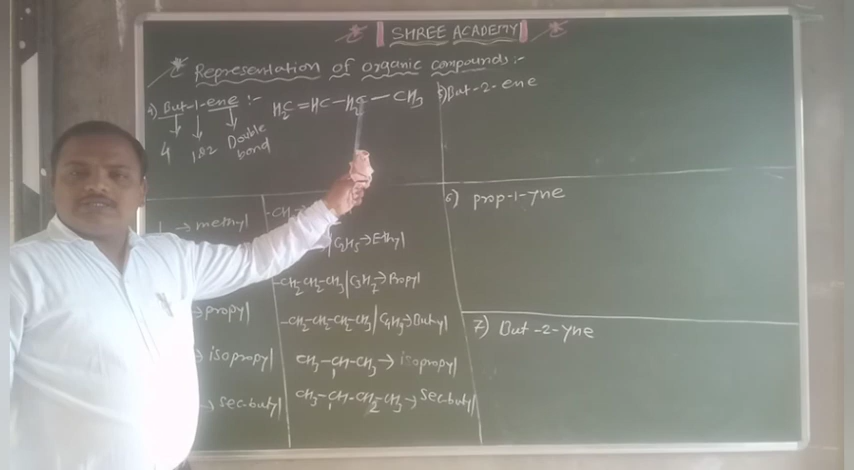 SHREE ACADEMY
* Representation of organic compounds:-
4) But-1-ene :- H₂C=HC-H₂C-CH₃
4 1&2 Double bond
→ methyl
-CH
C₂H₅→Ethyl
→ propyl
-CH₂CH₂-CH₃/C₃H₇→Propyl
-CH₂-CH₂-CH₂-CH₃/C₄H₉→Butyl
→ isopropyl
CH₃-CH-CH₃→isopropyl
→ Sec-butyl
CH₃-CH-CH₂-CH₃→Sec-butyl
5) But-2-ene
6) prop-1-yne
7) But-2-yne